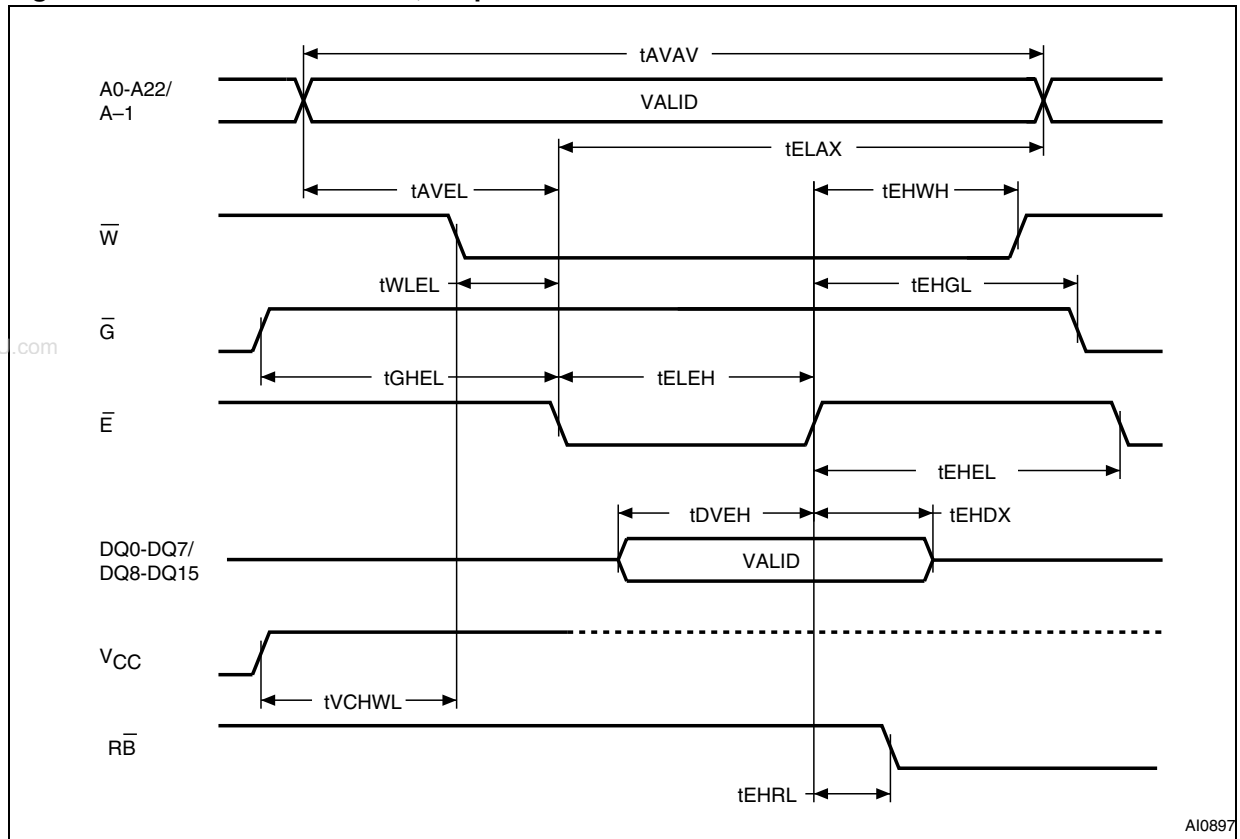 tAVAV
A0-A22/
A–1
VALID
tELAX
tAVEL
tEHWH
W̅
tWLEL
tEHGL
G̅
tGHEL
tELEH
E̅
tEHEL
tDVEH
tEHDX
DQ0-DQ7/
DQ8-DQ15
VALID
VCC
tVCHWL
RB̅
tEHRL
AI0897
.com